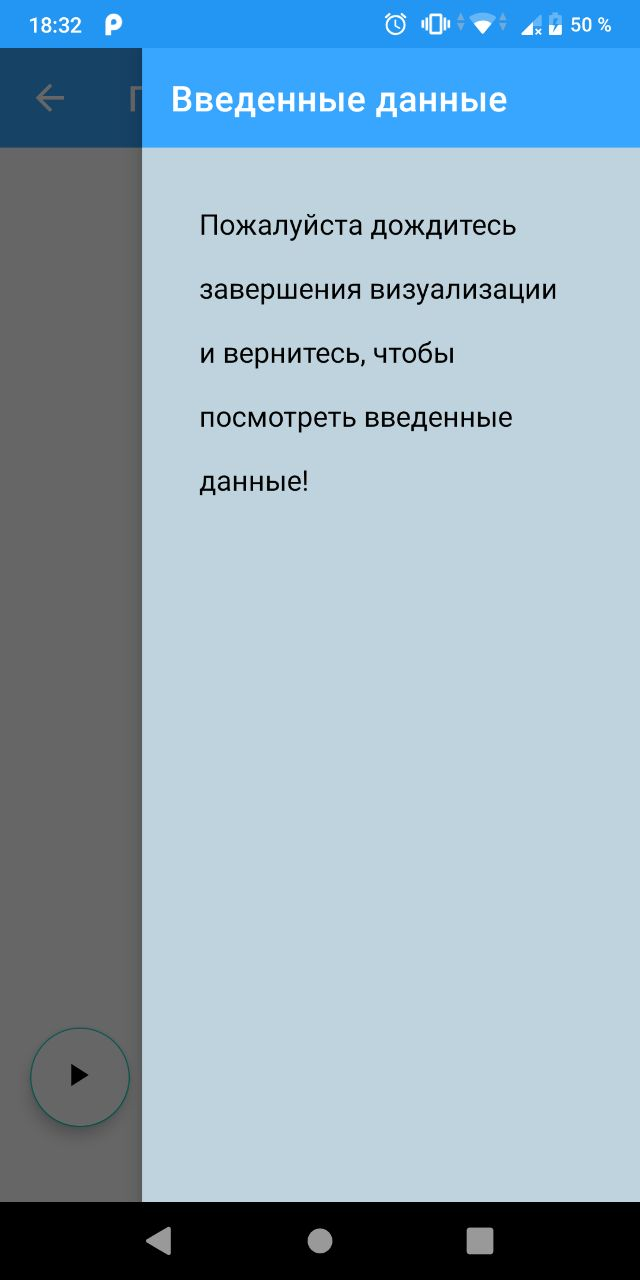 18:32
50 %
Введенные данные
Пожалуйста дождитесь
завершения визуализации
и вернитесь, чтобы
посмотреть введенные
данные!